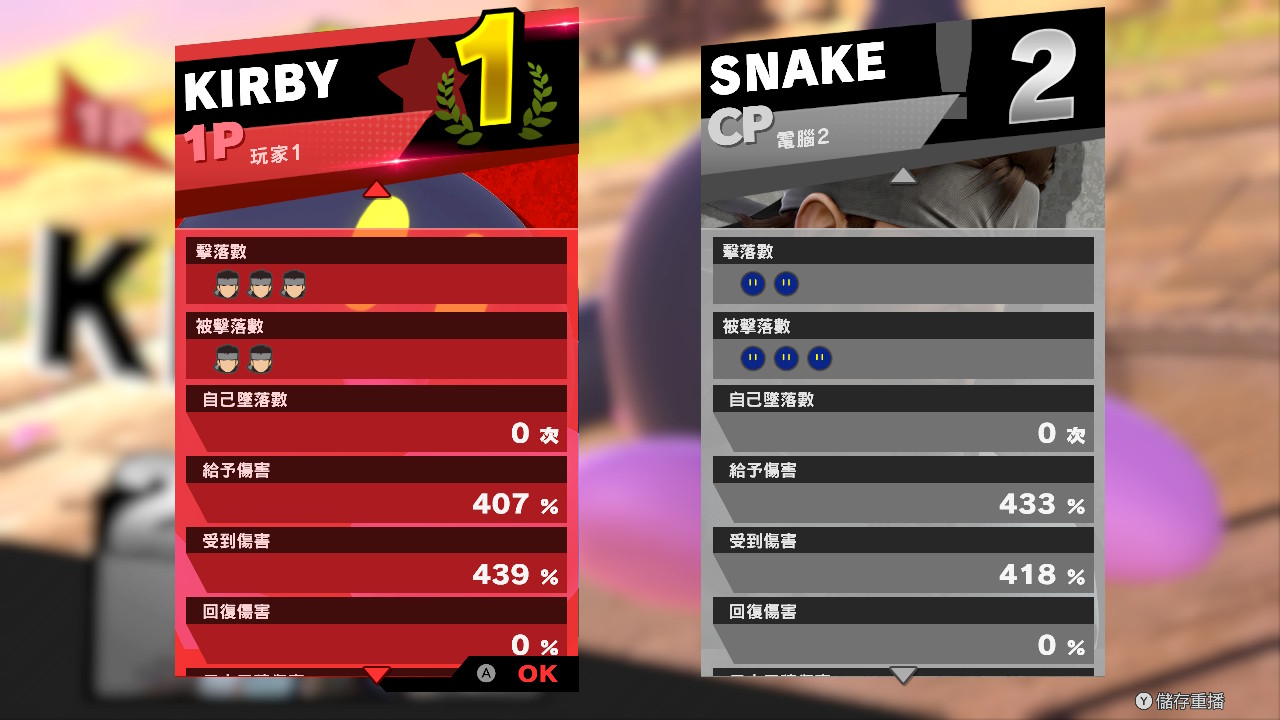 KIRBY
1
1P 玩家1
擊落數
被擊落數
自己墜落數
0 次
給予傷害
407 %
受到傷害
439 %
回復傷害
0 %
A OK
SNAKE
2
CP 電腦2
擊落數
被擊落數
自己墜落數
0 次
給予傷害
433 %
受到傷害
418 %
回復傷害
0 %
1P
K
2
Y 儲存重播